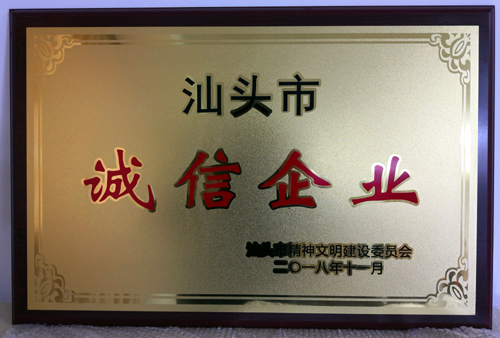 汕头市
诚信企业
汕头市精神文明建设委员会
二〇一八年十一月